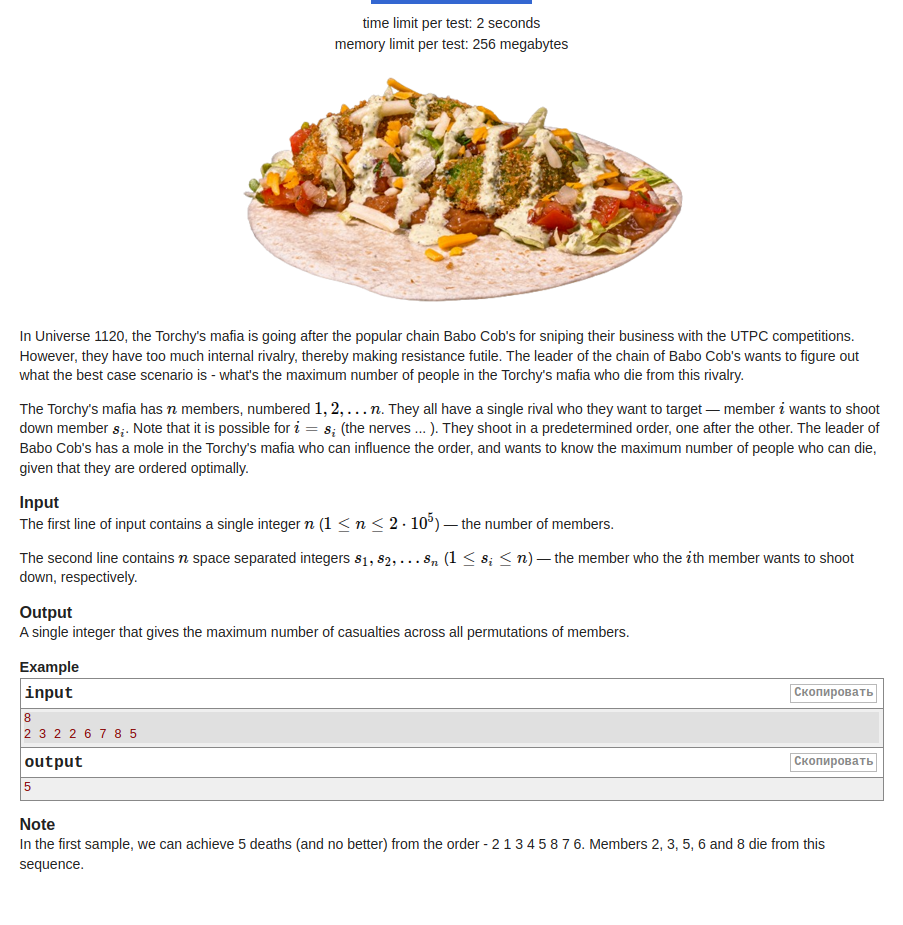 time limit per test: 2 seconds
memory limit per test: 256 megabytes
In Universe 1120, the Torchy's mafia is going after the popular chain Babo Cob's for sniping their business with the UTPC competitions.
However, they have too much internal rivalry, thereby making resistance futile. The leader of the chain of Babo Cob's wants to figure out
what the best case scenario is - what's the maximum number of people in the Torchy's mafia who die from this rivalry.
The Torchy's mafia has n members, numbered 1, 2, . . . n. They all have a single rival who they want to target — member i wants to shoot
down member s_i. Note that it is possible for i = s_i (the nerves ... ). They shoot in a predetermined order, one after the other. The leader of
Babo Cob's has a mole in the Torchy's mafia who can influence the order, and wants to know the maximum number of people who can die,
given that they are ordered optimally.
Input
The first line of input contains a single integer n (1 ≤ n ≤ 2 · 10^5) — the number of members.
The second line contains n space separated integers s_1, s_2, . . . s_n (1 ≤ s_i ≤ n) — the member who the ith member wants to shoot
down, respectively.
Output
A single integer that gives the maximum number of casualties across all permutations of members.
Example
input
Скопировать
8
2 3 2 2 6 7 8 5
output
Скопировать
5
Note
In the first sample, we can achieve 5 deaths (and no better) from the order - 2 1 3 4 5 8 7 6. Members 2, 3, 5, 6 and 8 die from this
sequence.